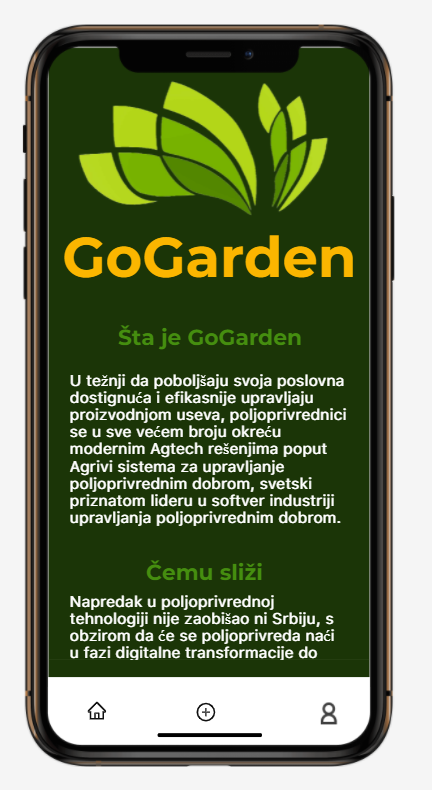 GoGarden
Šta je GoGarden
U težnji da poboljšaju svoja poslovna
dostignuća i efikasnije upravljaju
proizvodnjom useva, poljoprivrednici
se u sve većem broju okreću
modernim Agtech rešenjima poput
Agrivi sistema za upravljanje
poljoprivrednim dobrom, svetski
priznatom lideru u softver industriji
upravljanja poljoprivrednim dobrom.
Čemu sliži
Napredak u poljoprivrednoj
tehnologiji nije zaobišao ni Srbiju, s
obzirom da će se poljoprivreda naći
u fazi digitalne transformacije do